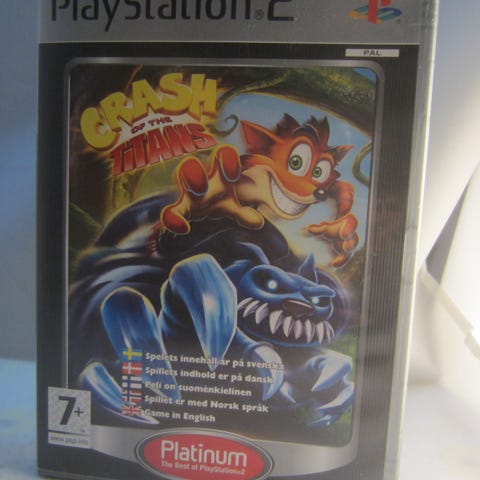 PlayStation®2
PAL
CRASH
OF THE
TITANS
Spelets innehåll är på svenska
Spillets indhold er på dansk
Peli on suomenkielinen
Spillet er med Norsk språk
Game in English
7+
www.pegi.info
Platinum
The Best of PlayStation®2